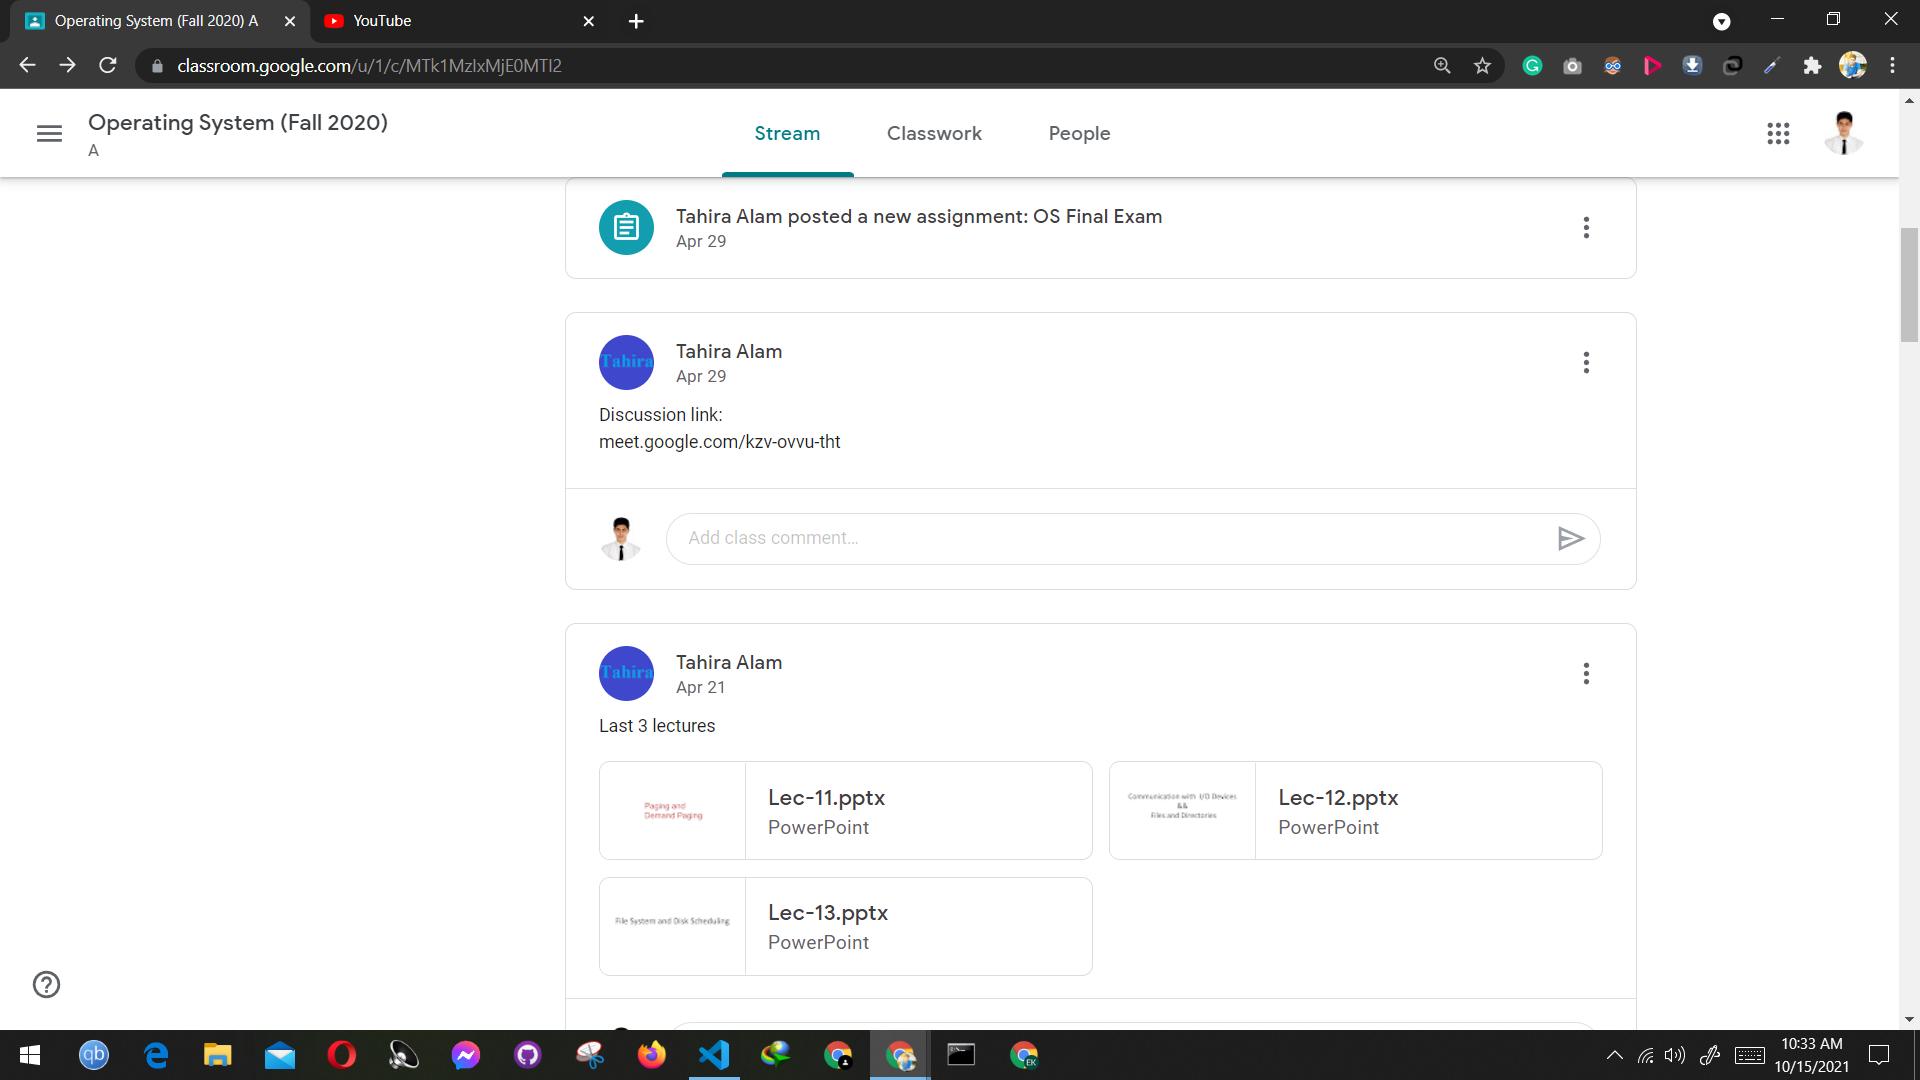 Operating System (Fall 2020) A
YouTube
classroom.google.com/u/1/c/MTk1MzIxMjE0MTI2
Operating System (Fall 2020)
A
Stream
Classwork
People
Tahira Alam posted a new assignment: OS Final Exam
Apr 29
Tahira
Tahira Alam
Apr 29
Discussion link:
meet.google.com/kzv-ovvu-tht
Add class comment...
Tahira
Tahira Alam
Apr 21
Last 3 lectures
Paging and
Demand Paging
Lec-11.pptx
PowerPoint
Communication with I/O Devices
&&
Files and Directories
Lec-12.pptx
PowerPoint
File System and Disk Scheduling
Lec-13.pptx
PowerPoint
qb
EK
10:33 AM
10/15/2021